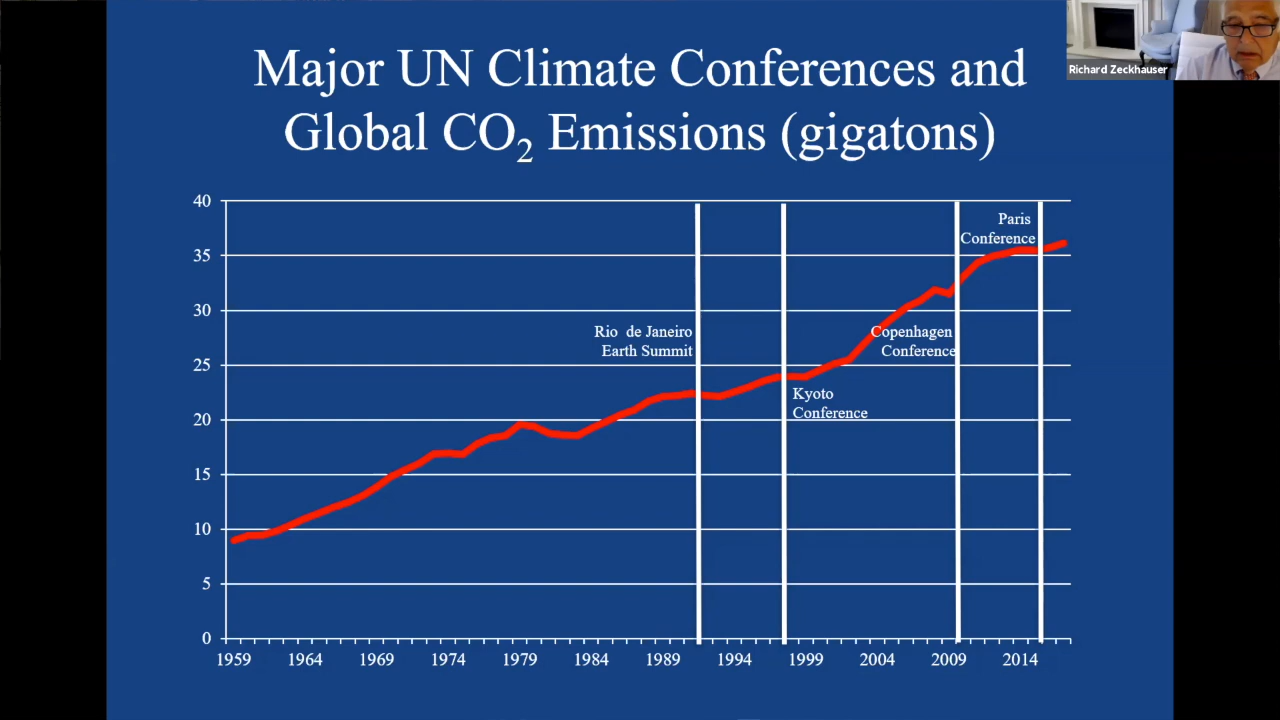 Major UN Climate Conferences and
Global CO₂ Emissions (gigatons)
Richard Zeckhauser
40
35
30
25
20
15
10
5
0
Rio de Janeiro
Earth Summit
Kyoto
Conference
Copenhagen
Conference
Paris
Conference
1959 1964 1969 1974 1979 1984 1989 1994 1999 2004 2009 2014